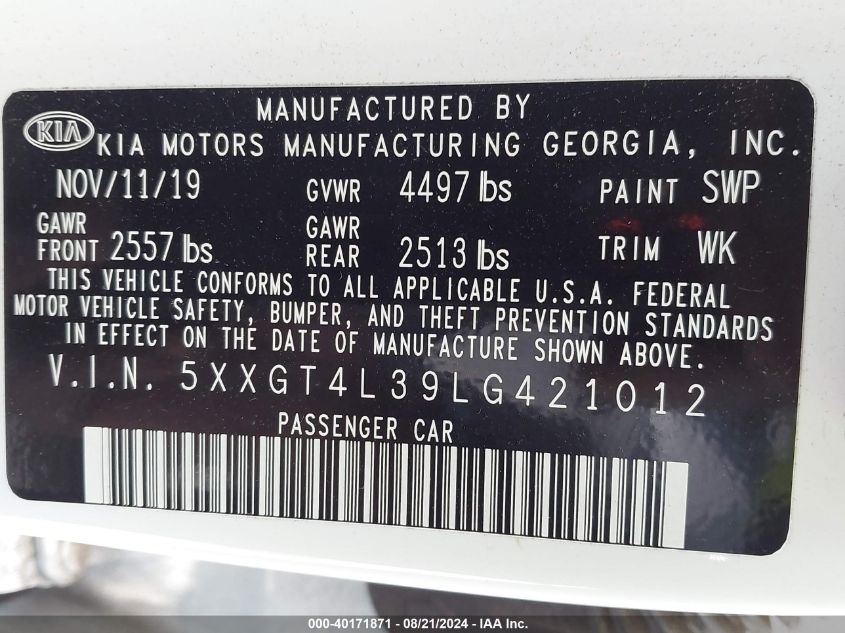 MANUFACTURED BY
KIA KIA MOTORS MANUFACTURING GEORGIA, INC.
NOV/11/19 GVWR 4497 lbs PAINT SWP
GAWR FRONT 2557 lbs GAWR REAR 2513 lbs TRIM WK
THIS VEHICLE CONFORMS TO ALL APPLICABLE U.S.A. FEDERAL
MOTOR VEHICLE SAFETY, BUMPER, AND THEFT PREVENTION STANDARDS
IN EFFECT ON THE DATE OF MANUFACTURE SHOWN ABOVE.
V.I.N. 5XXGT4L39LG421012
PASSENGER CAR
000-40171871 / 08/21/2024 - IAA Inc.